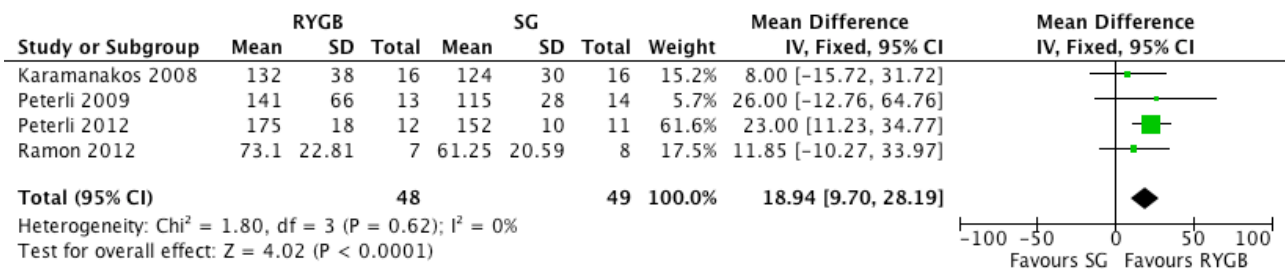 RYGB SG Mean Difference Mean Difference
Study or Subgroup Mean SD Total Mean SD Total Weight IV, Fixed, 95% CI IV, Fixed, 95% CI
Karamanakos 2008 132 38 16 124 30 16 15.2% 8.00 [-15.72, 31.72]
Peterli 2009 141 66 13 115 28 14 5.7% 26.00 [-12.76, 64.76]
Peterli 2012 175 18 12 152 10 11 61.6% 23.00 [11.23, 34.77]
Ramon 2012 73.1 22.81 7 61.25 20.59 8 17.5% 11.85 [-10.27, 33.97]
Total (95% CI) 48 49 100.0% 18.94 [9.70, 28.19]
Heterogeneity: Chi² = 1.80, df = 3 (P = 0.62); I² = 0%
Test for overall effect: Z = 4.02 (P < 0.0001)
-100 -50 0 50 100
Favours SG Favours RYGB